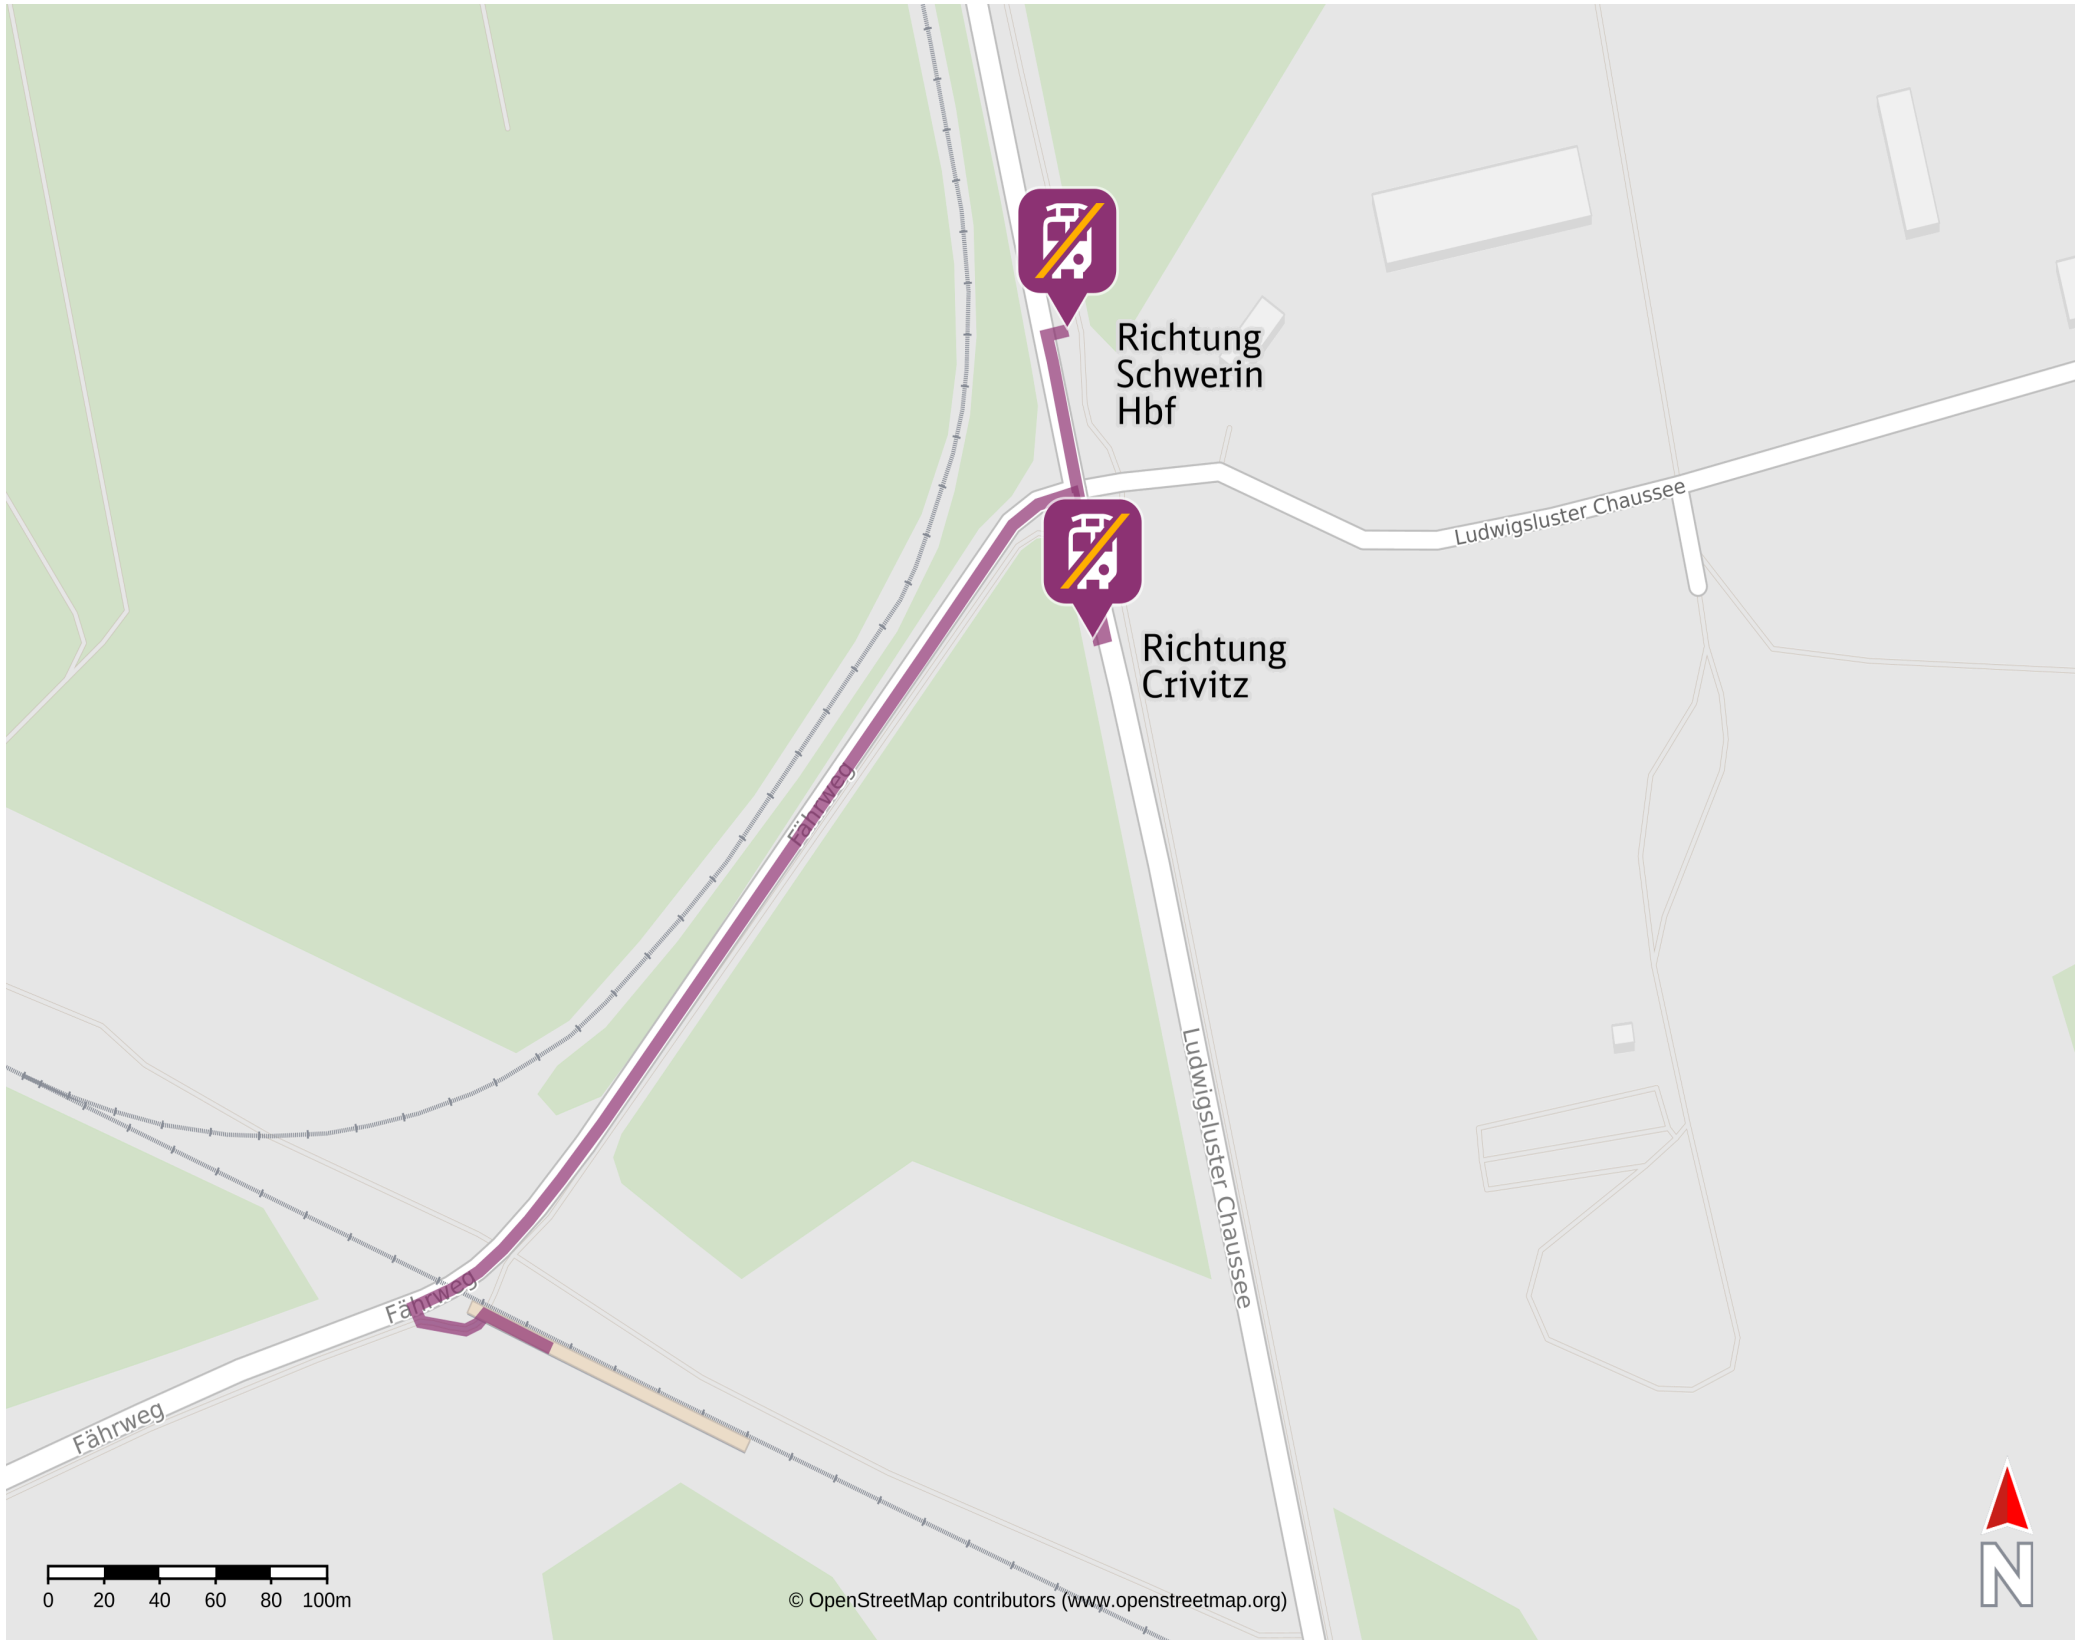 Richtung
Schwerin
Hbf
Ludwigsluster Chaussee
Richtung
Crivitz
Fährweg
Ludwigsluster Chaussee
Fährweg
Fährweg
N
0 20 40 60 80 100m
© OpenStreetMap contributors (www.openstreetmap.org)